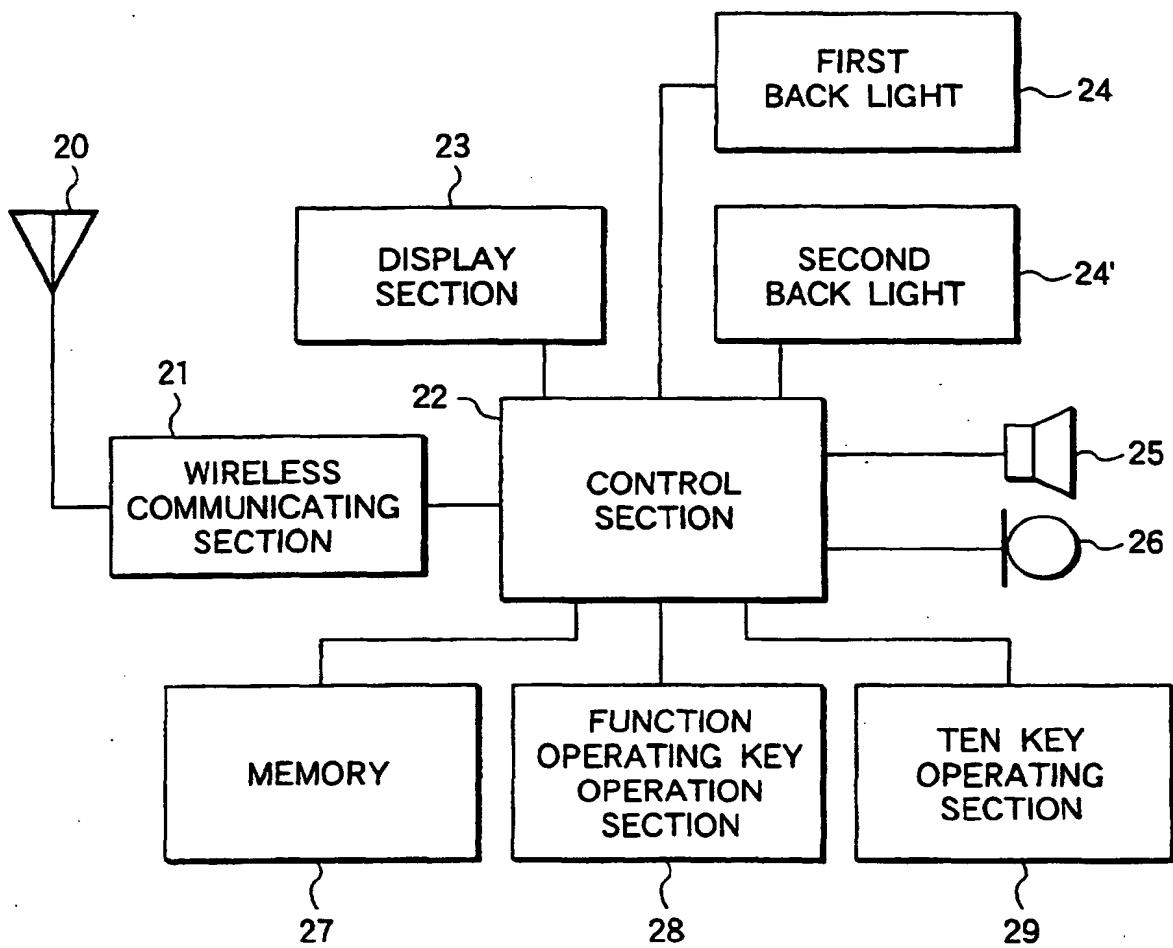 FIRST
BACK LIGHT
24
20
23
DISPLAY
SECTION
SECOND
BACK LIGHT
24'
21
22
WIRELESS
COMMUNICATING
SECTION
CONTROL
SECTION
25
26
MEMORY
FUNCTION
OPERATING KEY
OPERATION
SECTION
TEN KEY
OPERATING
SECTION
27
28
29